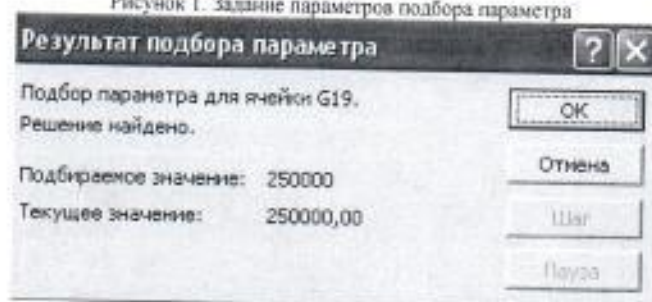 Рисунок 1. Задание параметров подбора параметра
Результат подбора параметра
? ×
Подбор параметра для ячейки G19.
Решение найдено.
Подбираемое значение: 250000
Текущее значение: 250000,00
ОК
Отмена
Шаг
Пауза